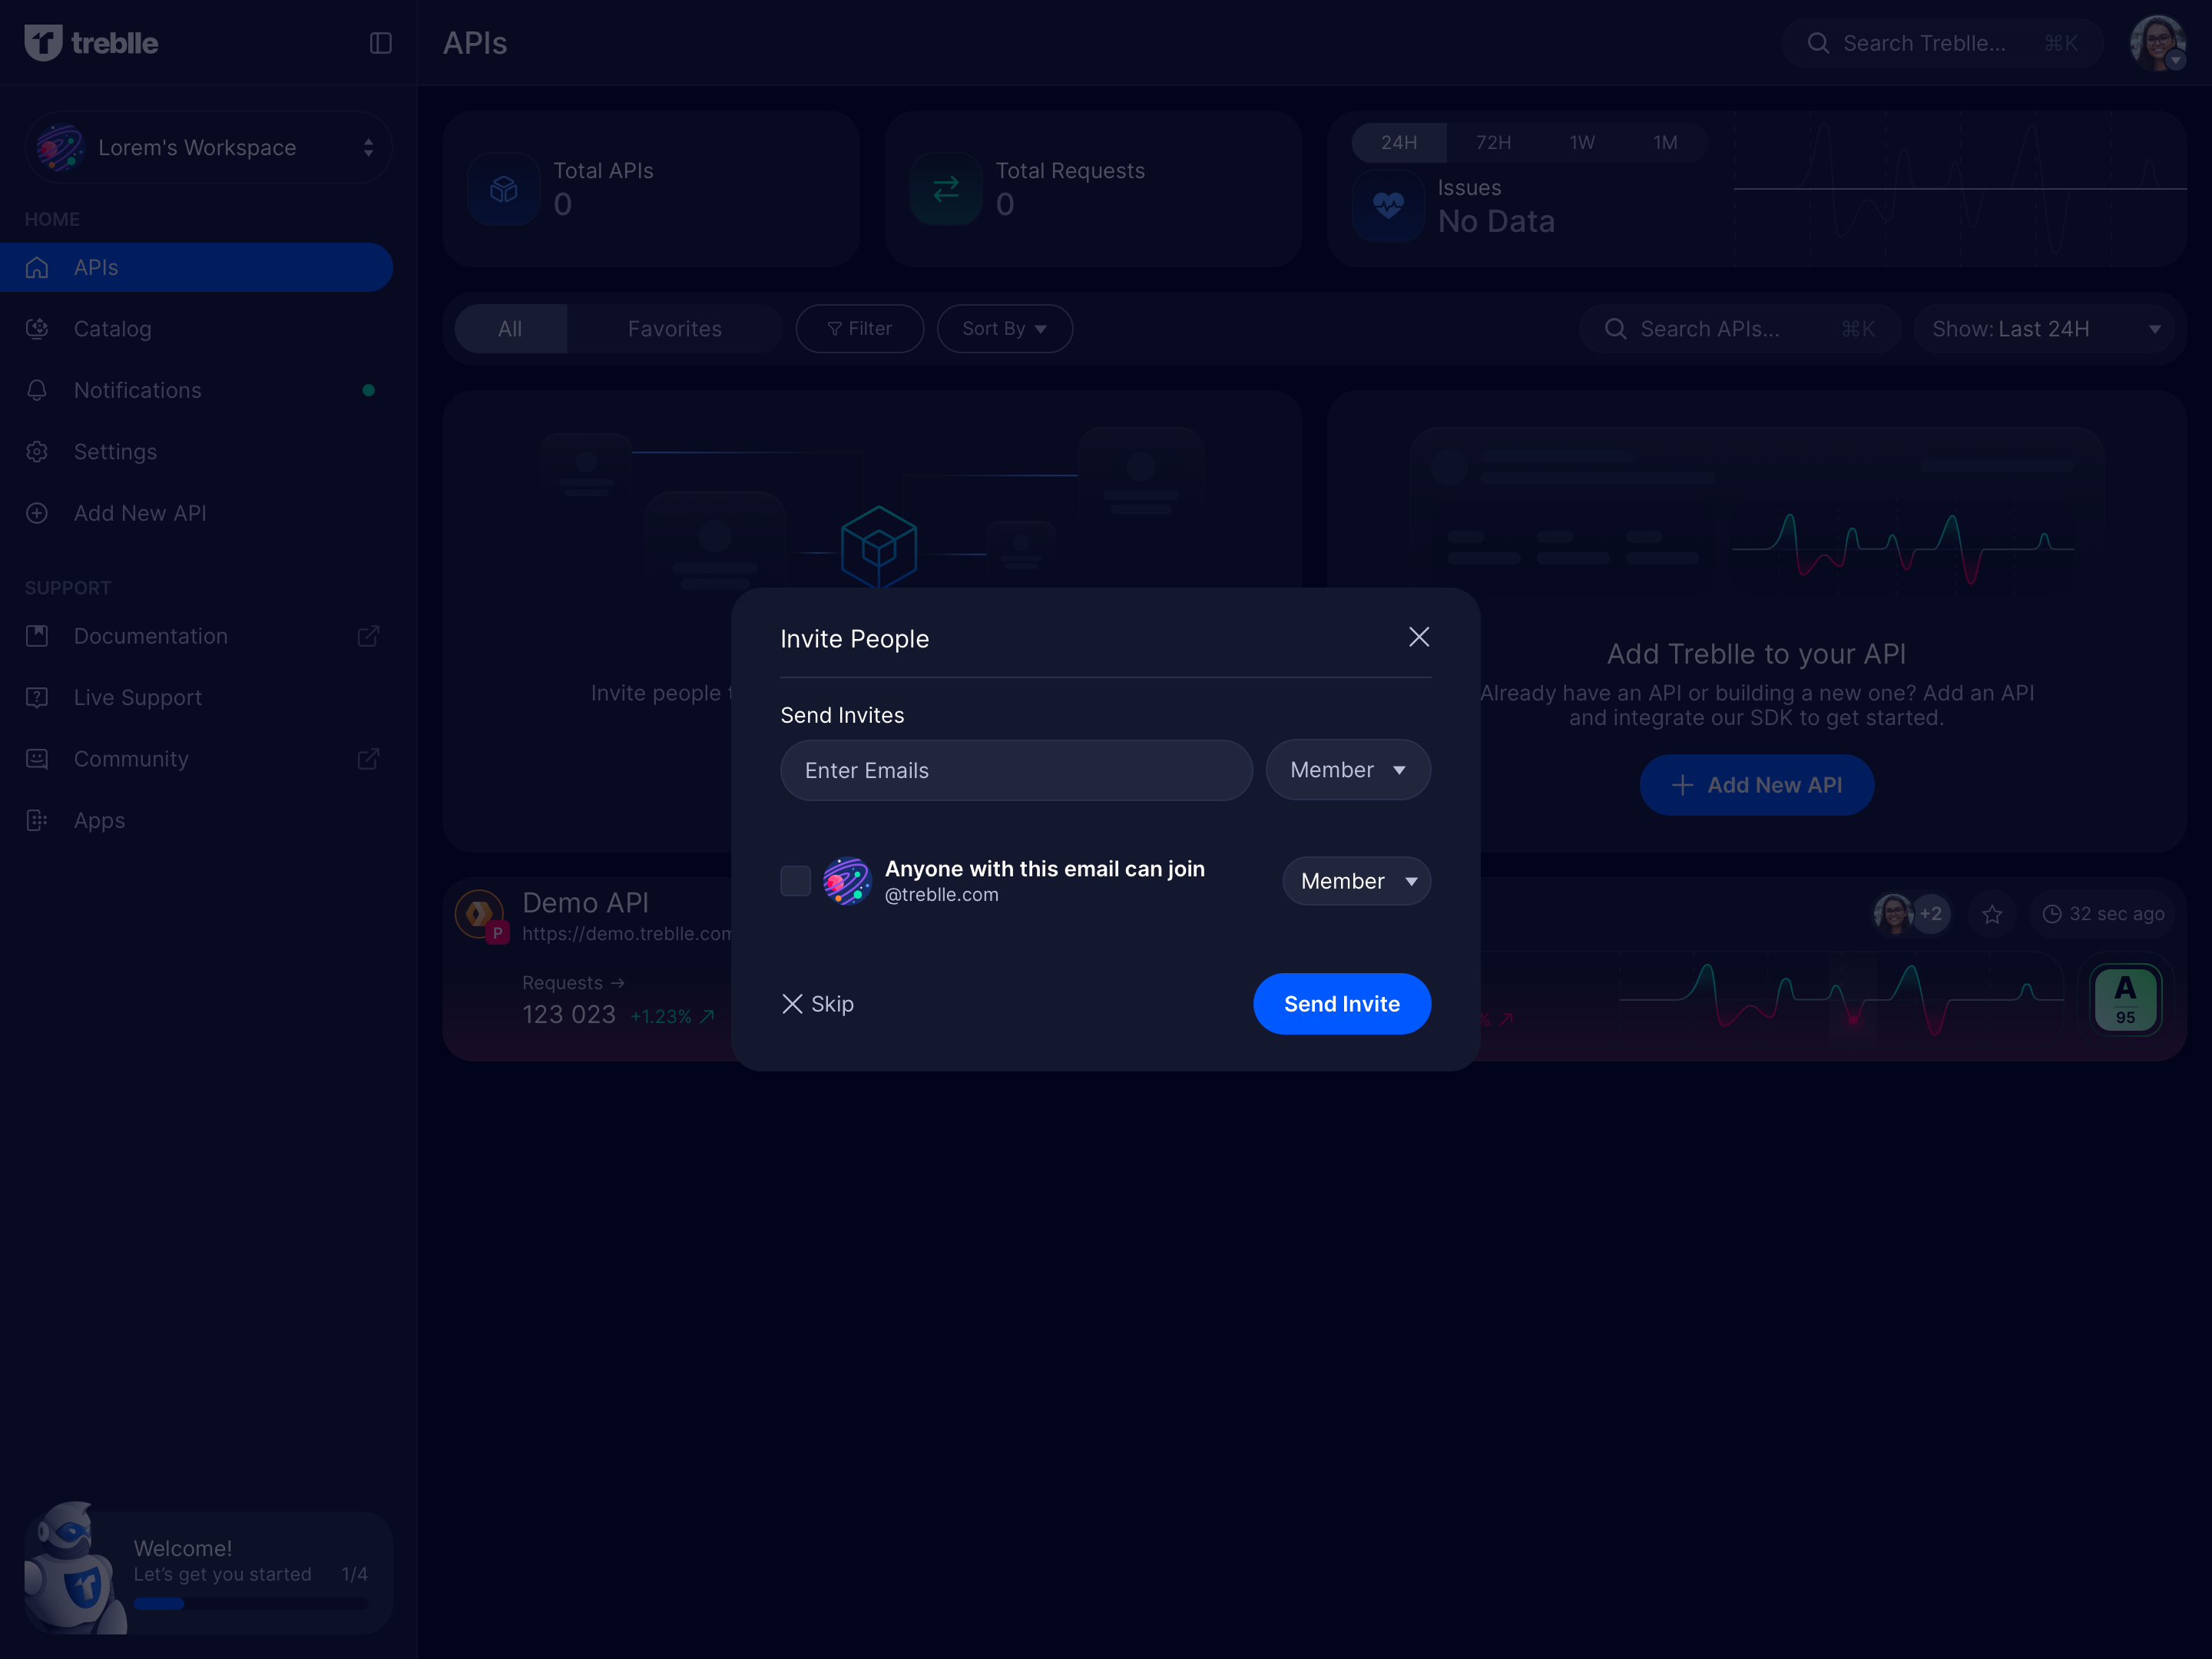 treblle
APIs
Search Treblle...
⌘K
Lorem's Workspace
HOME
APIs
Catalog
Notifications
Settings
Add New API
SUPPORT
Documentation
Live Support
Community
Apps
Welcome!
Let's get you started
1/4
Total APIs
0
Total Requests
0
24H
72H
1W
1M
Issues
No Data
All
Favorites
Filter
Sort By
Search APIs...
⌘K
Show: Last 24H
Invite people
Add Treblle to your API
Already have an API or building a new one? Add an API
and integrate our SDK to get started.
Add New API
Invite People
Send Invites
Enter Emails
Member
Anyone with this email can join
@treblle.com
Member
Skip
Send Invite
P
Demo API
https://demo.treblle.com
Requests →
123 023
+1.23%
+2
32 sec ago
%
A
95